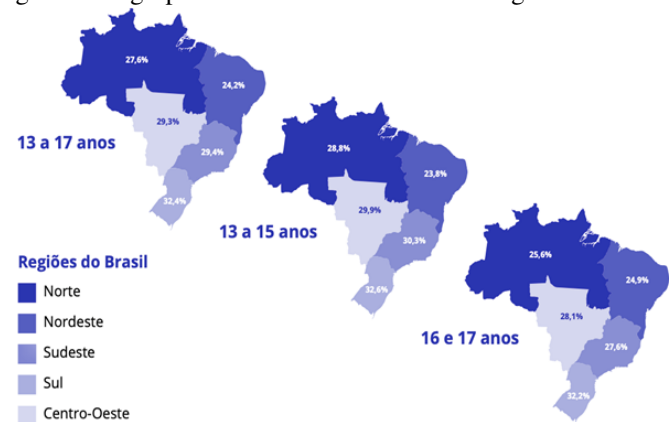 27,6%
24,2%
29,3%
29,4%
32,4%
13 a 17 anos
28,8%
23,8%
29,9%
30,3%
32,6%
13 a 15 anos
25,6%
24,9%
28,1%
27,6%
32,2%
16 e 17 anos
Regiões do Brasil
Norte
Nordeste
Sudeste
Sul
Centro-Oeste